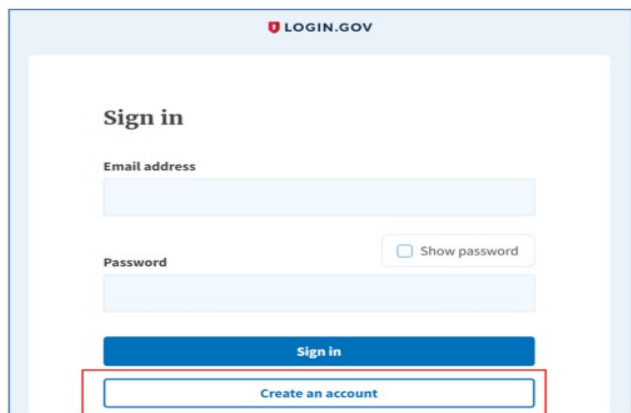 LOGIN.GOV
Sign in
Email address
Show password
Password
Sign in
Create an account